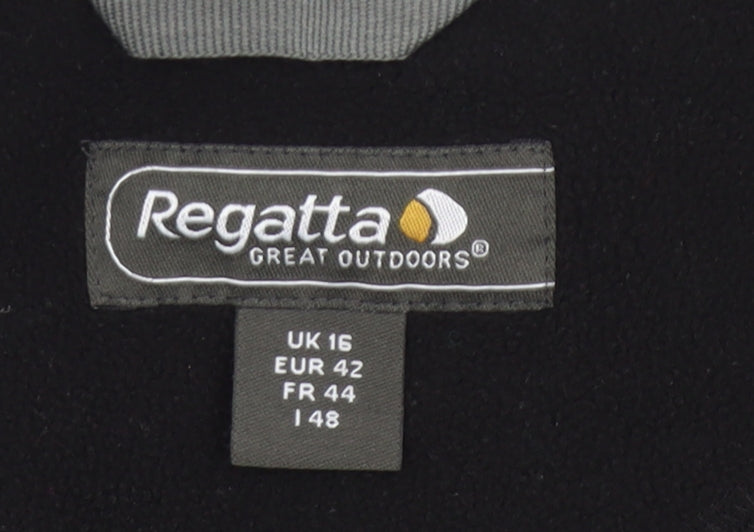 Regatta
GREAT OUTDOORS®
UK 16
EUR 42
FR 44
I 48